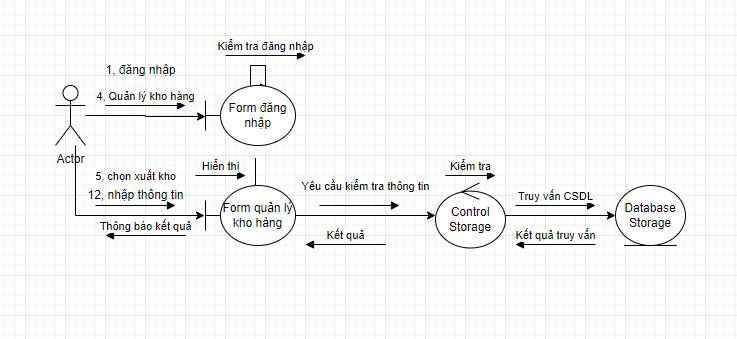 Kiểm tra đăng nhập
1, đăng nhập
4, Quản lý kho hàng
Form đăng
nhập
Actor
Hiển thị
5, chọn xuất kho
12, nhập thông tin
Thông báo kết quả
Form quản lý
kho hàng
Yêu cầu kiểm tra thông tin
Kết quả
Kiểm tra
Control
Storage
Truy vấn CSDL
Kết quả truy vấn
Database
Storage